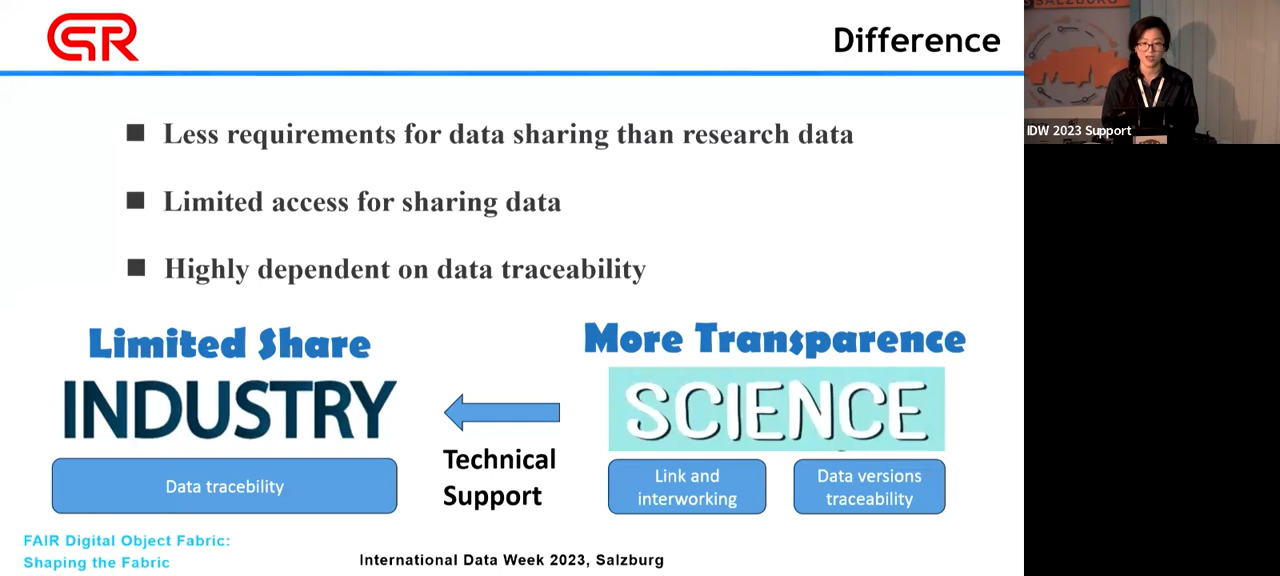 GR
Difference
Less requirements for data sharing than research data
Limited access for sharing data
Highly dependent on data traceability
Limited Share
INDUSTRY
Data tracebility
Technical
Support
More Transparence
SCIENCE
Link and
interworking
Data versions
traceability
FAIR Digital Object Fabric:
Shaping the Fabric
International Data Week 2023, Salzburg
SALZBURG
IDW 2023 Support